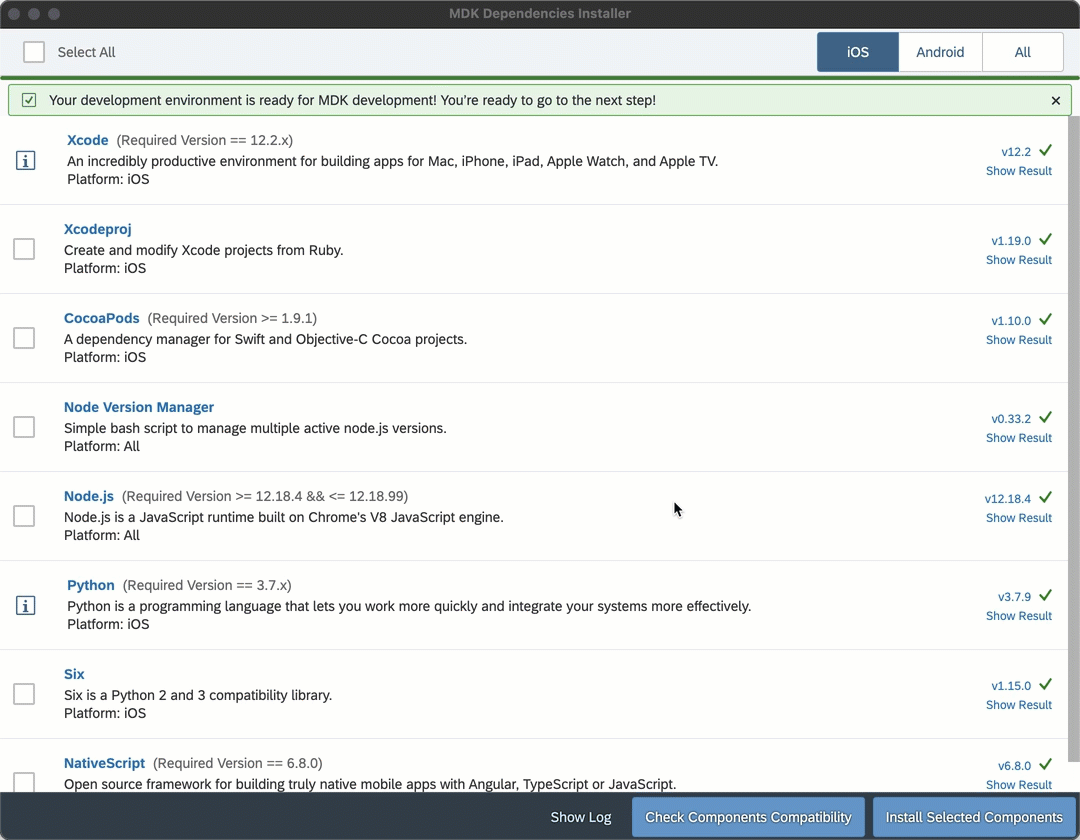 MDK Dependencies Installer
Select All
iOS
Android
All
Your development environment is ready for MDK development! You're ready to go to the next step!
Xcode (Required Version == 12.2.x)
An incredibly productive environment for building apps for Mac, iPhone, iPad, Apple Watch, and Apple TV.
Platform: iOS
v12.2
Show Result
Xcodeproj
Create and modify Xcode projects from Ruby.
Platform: iOS
v1.19.0
Show Result
CocoaPods (Required Version >= 1.9.1)
A dependency manager for Swift and Objective-C Cocoa projects.
Platform: iOS
v1.10.0
Show Result
Node Version Manager
Simple bash script to manage multiple active node.js versions.
Platform: All
v0.33.2
Show Result
Node.js (Required Version >= 12.18.4 && <= 12.18.99)
Node.js is a JavaScript runtime built on Chrome's V8 JavaScript engine.
Platform: All
v12.18.4
Show Result
Python (Required Version == 3.7.x)
Python is a programming language that lets you work more quickly and integrate your systems more effectively.
Platform: iOS
v3.7.9
Show Result
Six
Six is a Python 2 and 3 compatibility library.
Platform: iOS
v1.15.0
Show Result
NativeScript (Required Version == 6.8.0)
Open source framework for building truly native mobile apps with Angular, TypeScript or JavaScript.
v6.8.0
Show Result
Show Log
Check Components Compatibility
Install Selected Components